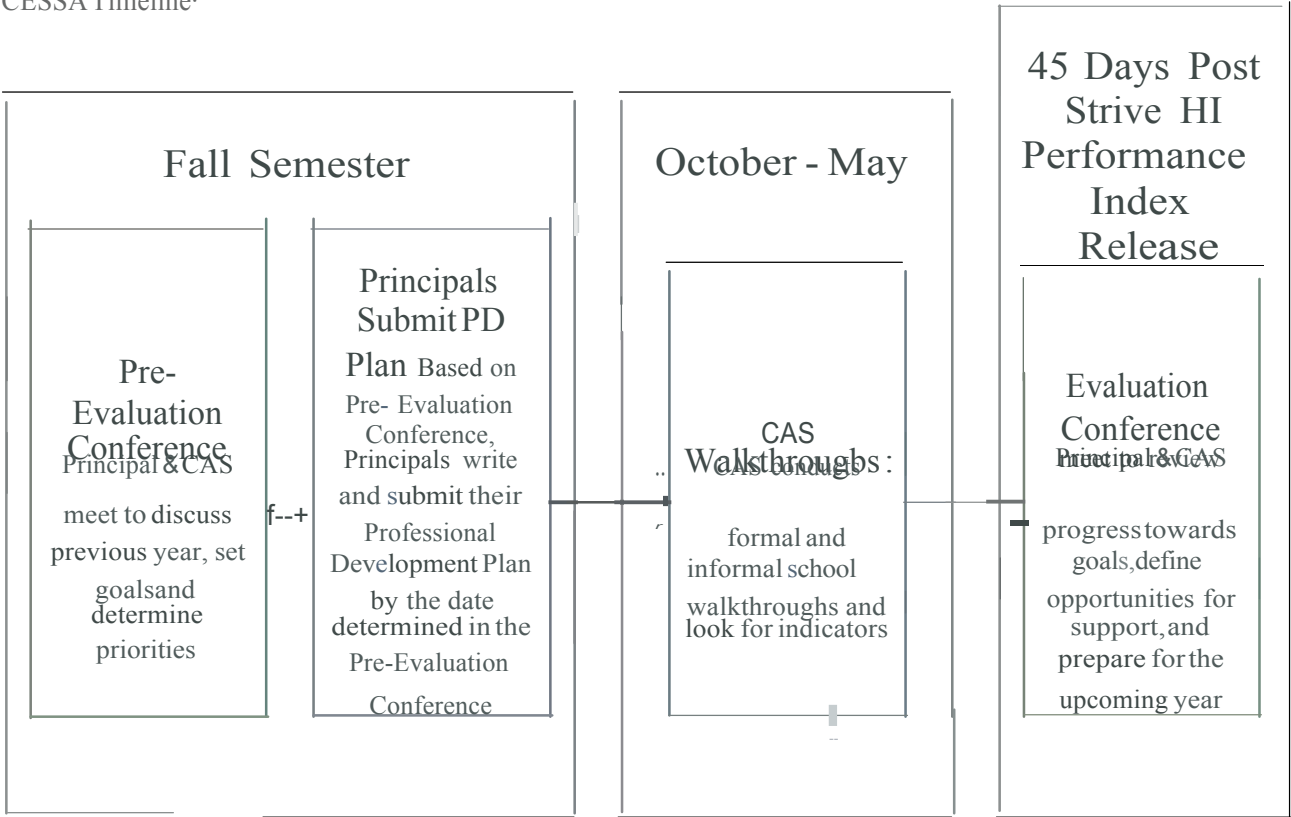 CESSA Timeline
Fall Semester
Pre-
Evaluation
Conference
Principal & CAS
meet to discuss
previous year, set
goalsand
determine
priorities
f--+
Principals
Submit PD
Plan Based on
Pre- Evaluation
Conference,
Principals write
and submit their
Professional
Development Plan
by the date
determined in the
Pre-Evaluation
Conference
October - May
CAS
Walkthrougbs:
CAS conducts
formal and
informal school
walkthroughs and
look for indicators
45 Days Post
Strive HI
Performance
Index
Release
Evaluation
Conference
Principal & CAS
meet to review
progress towards
goals, define
opportunities for
support, and
prepare for the
upcoming year